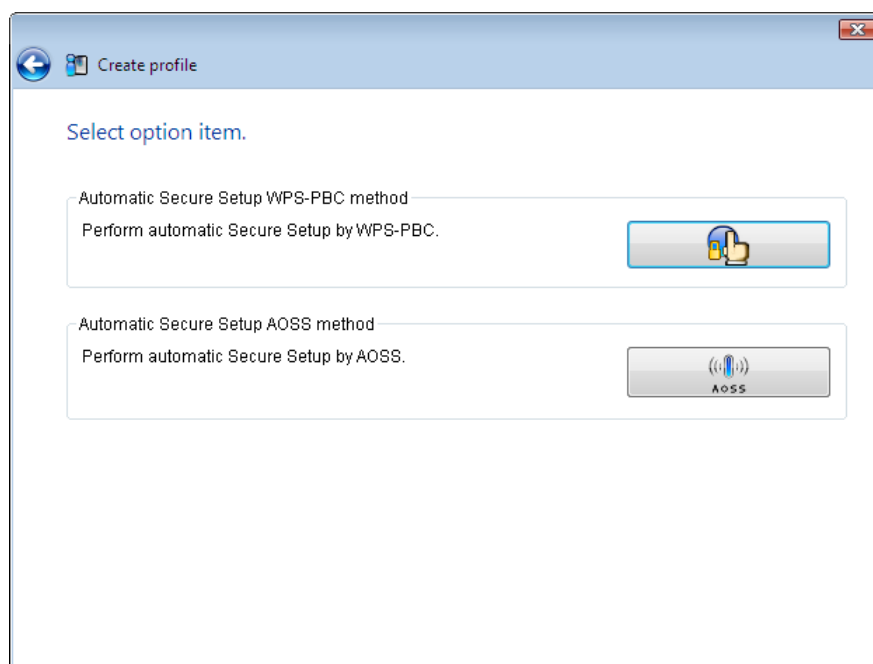 Create profile
Select option item.
Automatic Secure Setup WPS-PBC method
Perform automatic Secure Setup by WPS-PBC.
Automatic Secure Setup AOSS method
Perform automatic Secure Setup by AOSS.
AOSS